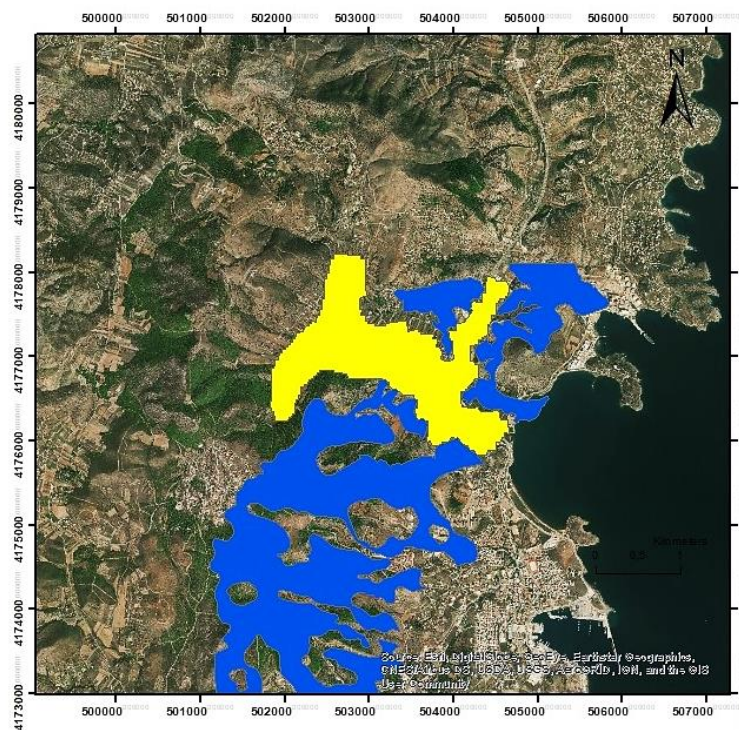 500000 501000 502000 503000 504000 505000 506000 507000
N
4180000
4179000
4178000
4177000
4176000
4175000
4174000
4173000
Kilometers
0 0.5 1
Source: Esri, DigitalGlobe, GeoEye, Earthstar Geographics,
CNES/Airbus DS, USDA, USGS, AeroGRID, IGN, and the GIS
User Community
500000 501000 502000 503000 504000 505000 506000 507000